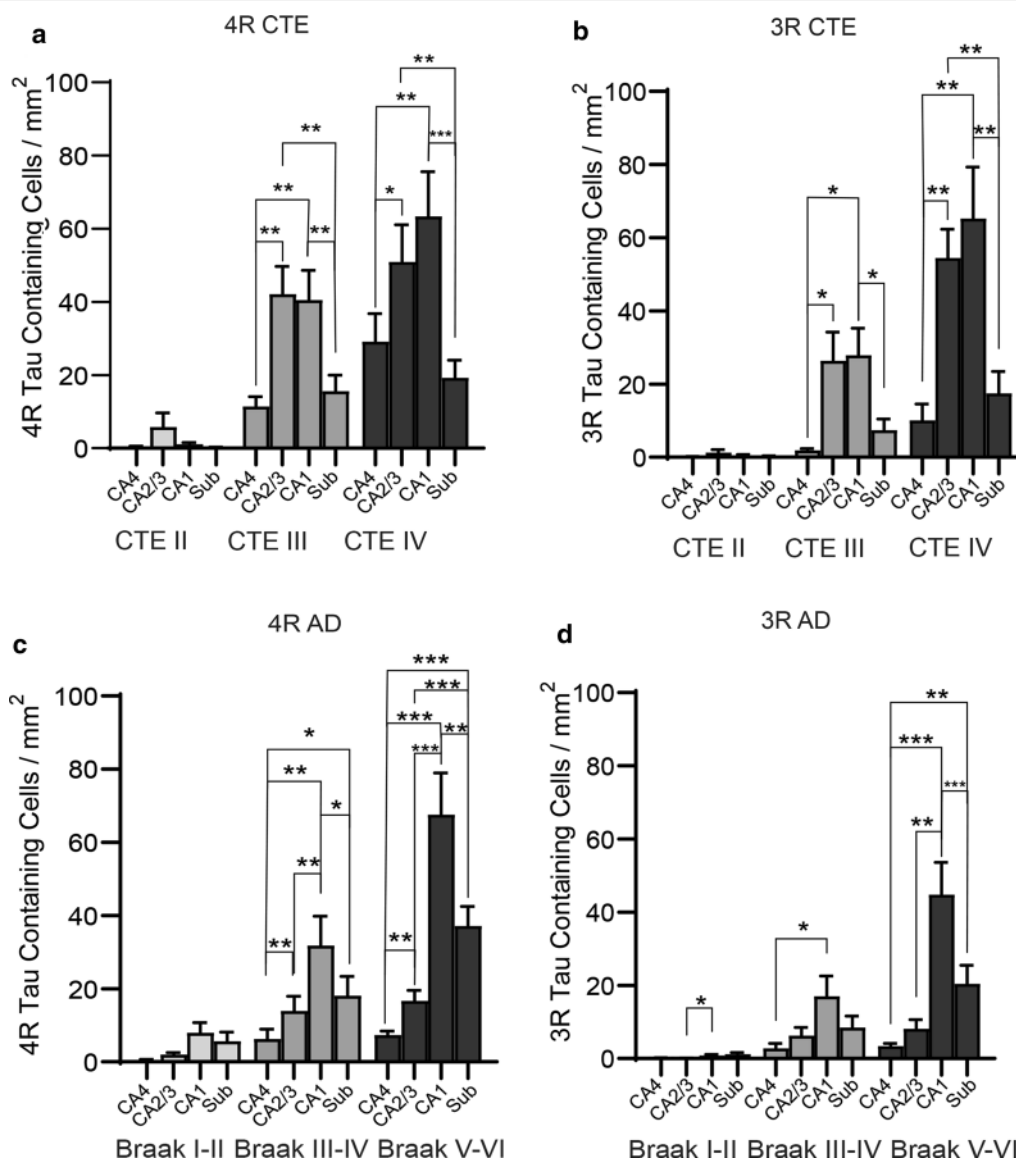 a
4R CTE
4R Tau Containing Cells / mm²
100
80
60
40
20
0
** ** *** ** ** * ** **
CA4 CA2/3 CA1 Sub CA4 CA2/3 CA1 Sub CA4 CA2/3 CA1 Sub
CTE II CTE III CTE IV
b
3R CTE
3R Tau Containing Cells / mm²
100
80
60
40
20
0
** ** ** * ** * *
CA4 CA2/3 CA1 Sub CA4 CA2/3 CA1 Sub CA4 CA2/3 CA1 Sub
CTE II CTE III CTE IV
c
4R AD
4R Tau Containing Cells / mm²
100
80
60
40
20
0
*** *** *** ** * *** ** * ** ** **
CA4 CA2/3 CA1 Sub CA4 CA2/3 CA1 Sub CA4 CA2/3 CA1 Sub
Braak I-II Braak III-IV Braak V-VI
d
3R AD
3R Tau Containing Cells / mm²
100
80
60
40
20
0
** *** *** ** * *
CA4 CA2/3 CA1 Sub CA4 CA2/3 CA1 Sub CA4 CA2/3 CA1 Sub
Braak I-II Braak III-IV Braak V-VI